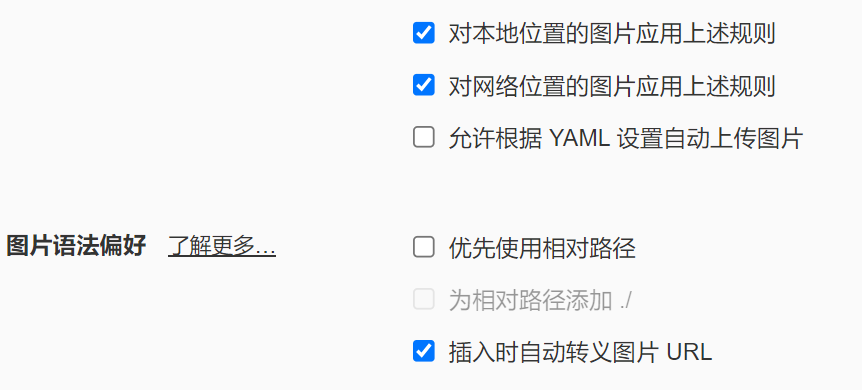 对本地位置的图片应用上述规则
对网络位置的图片应用上述规则
允许根据 YAML 设置自动上传图片
图片语法偏好 了解更多... 优先使用相对路径
为相对路径添加 ./
插入时自动转义图片 URL